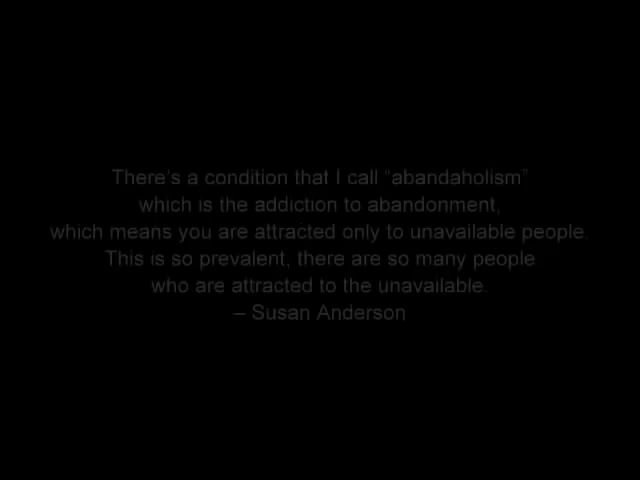 There's a condition that I call “abandaholism”
which is the addiction to abandonment,
which means you are attracted only to unavailable people.
This is so prevalent, there are so many people
who are attracted to the unavailable.
– Susan Anderson